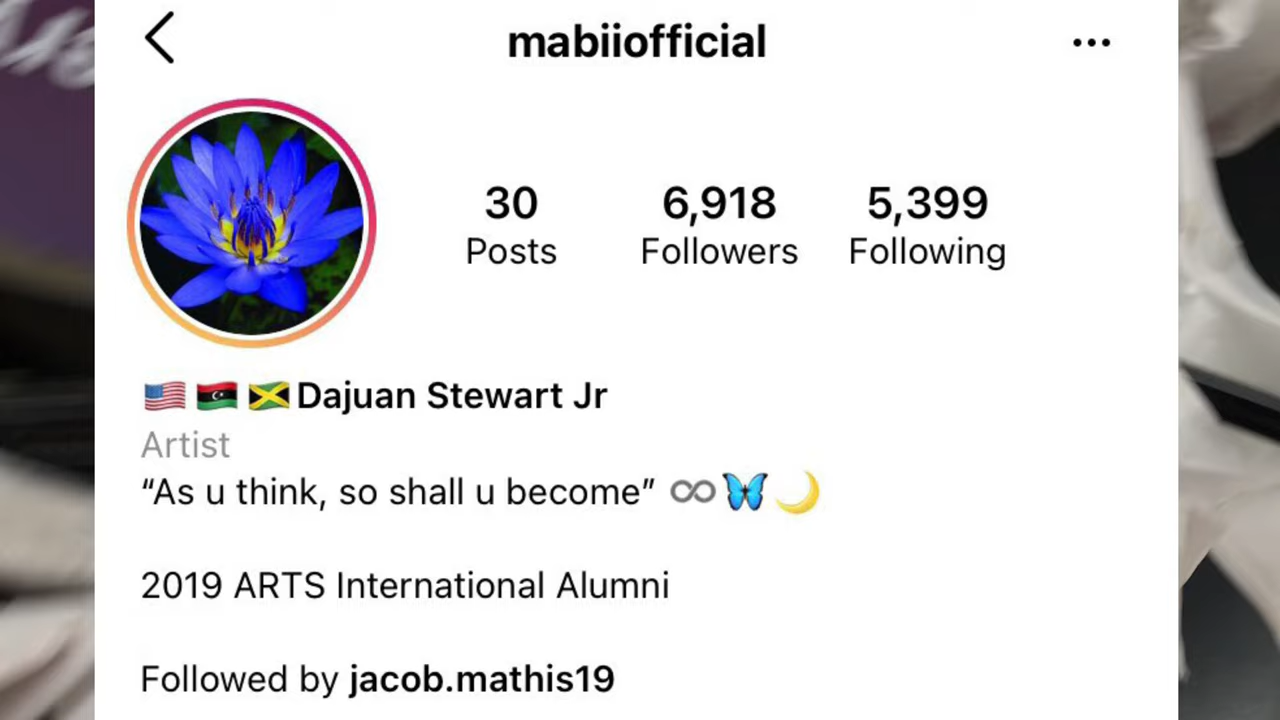 mabiiofficial
30 6,918 5,399
Posts Followers Following
🇺🇸 🇱🇾 🇯🇲 Dajuan Stewart Jr
Artist
“As u think, so shall u become” ♾🦋🌙
2019 ARTS International Alumni
Followed by jacob.mathis19